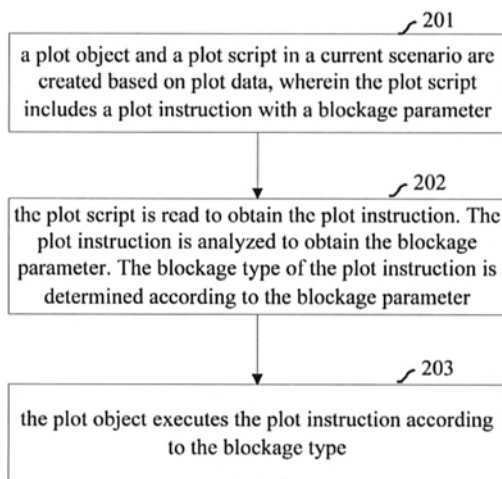 201
a plot object and a plot script in a current scenario are
created based on plot data, wherein the plot script
includes a plot instruction with a blockage parameter
202
the plot script is read to obtain the plot instruction. The
plot instruction is analyzed to obtain the blockage
parameter. The blockage type of the plot instruction is
determined according to the blockage parameter
203
the plot object executes the plot instruction according
to the blockage type